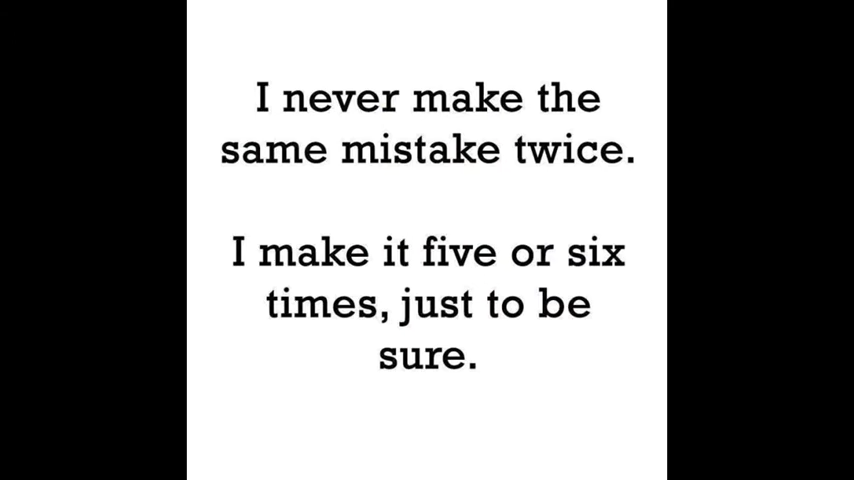 I never make the
same mistake twice.
I make it five or six
times, just to be
sure.